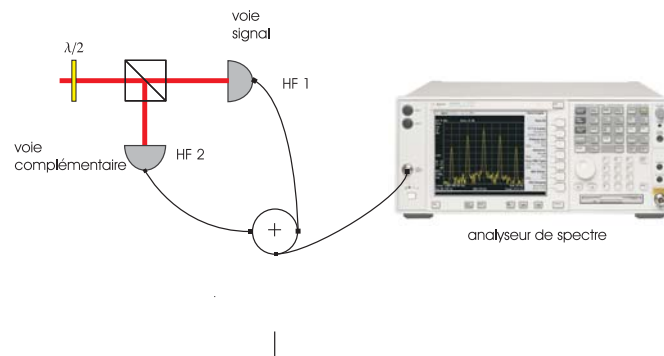 voie
signal
λ/2
HF 1
voie
complémentaire
HF 2
+
analyseur de spectre